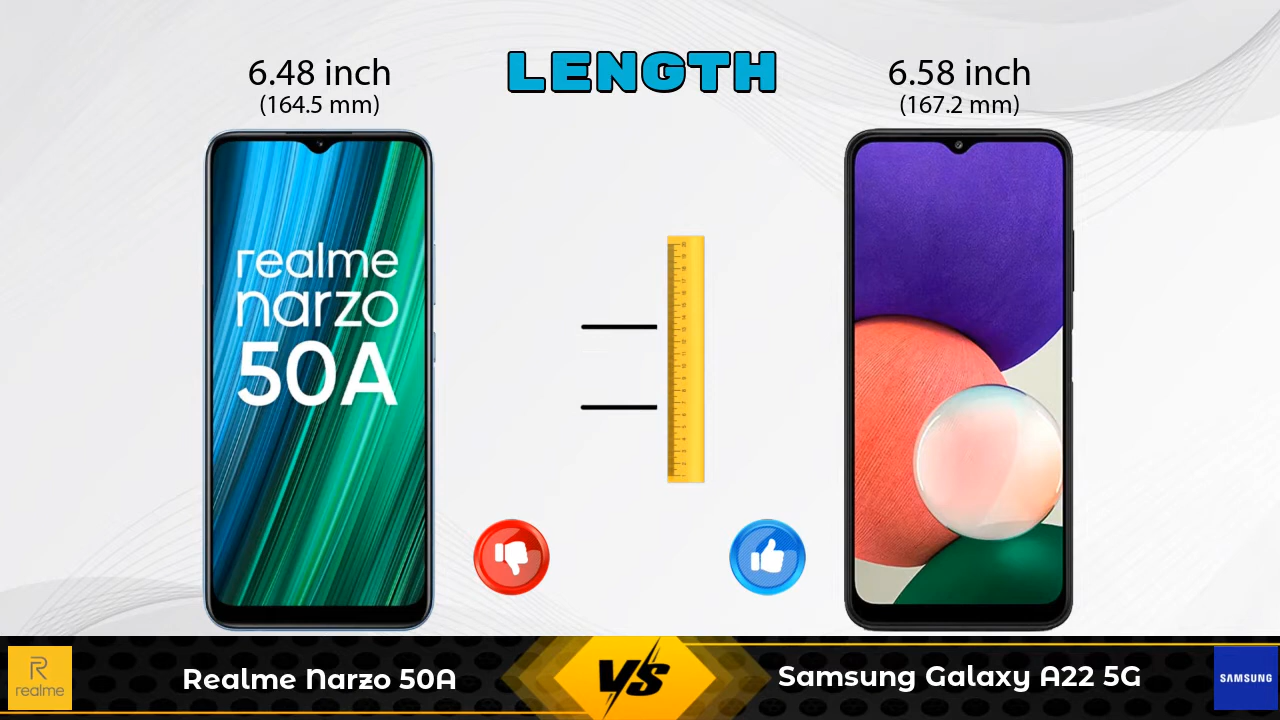 LENGTH
6.48 inch
(164.5 mm)
6.58 inch
(167.2 mm)
realme
narzo
50A
Realme Narzo 50A
VS
Samsung Galaxy A22 5G
R
realme
SAMSUNG